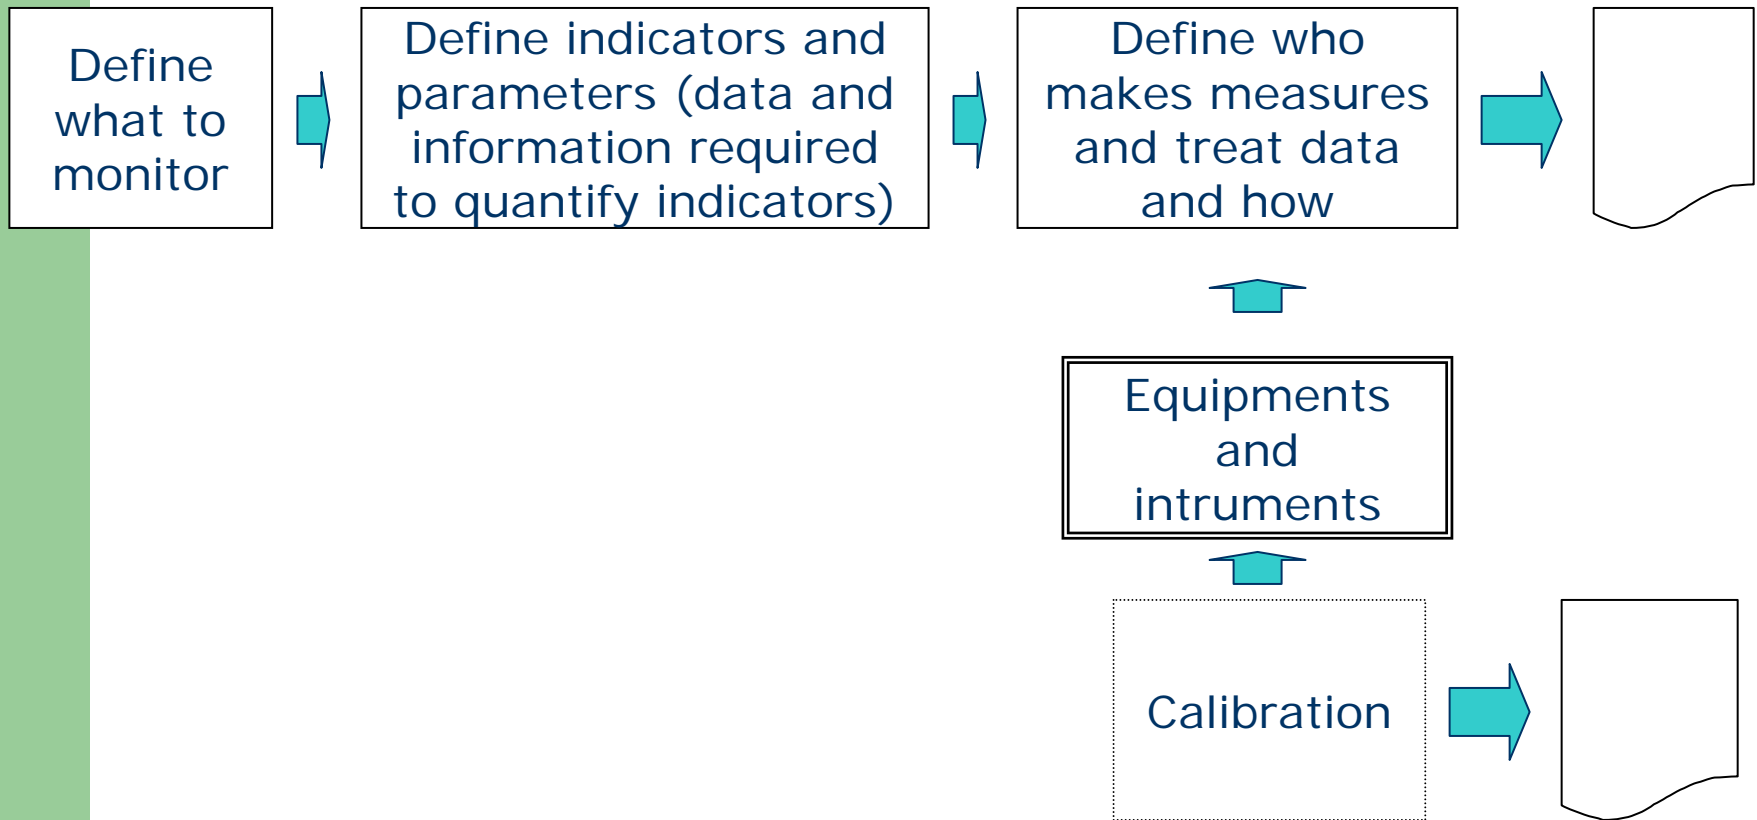 Define
what to
monitor
Define indicators and
parameters (data and
information required
to quantify indicators)
Define who
makes measures
and treat data
and how
Equipments
and
intruments
Calibration